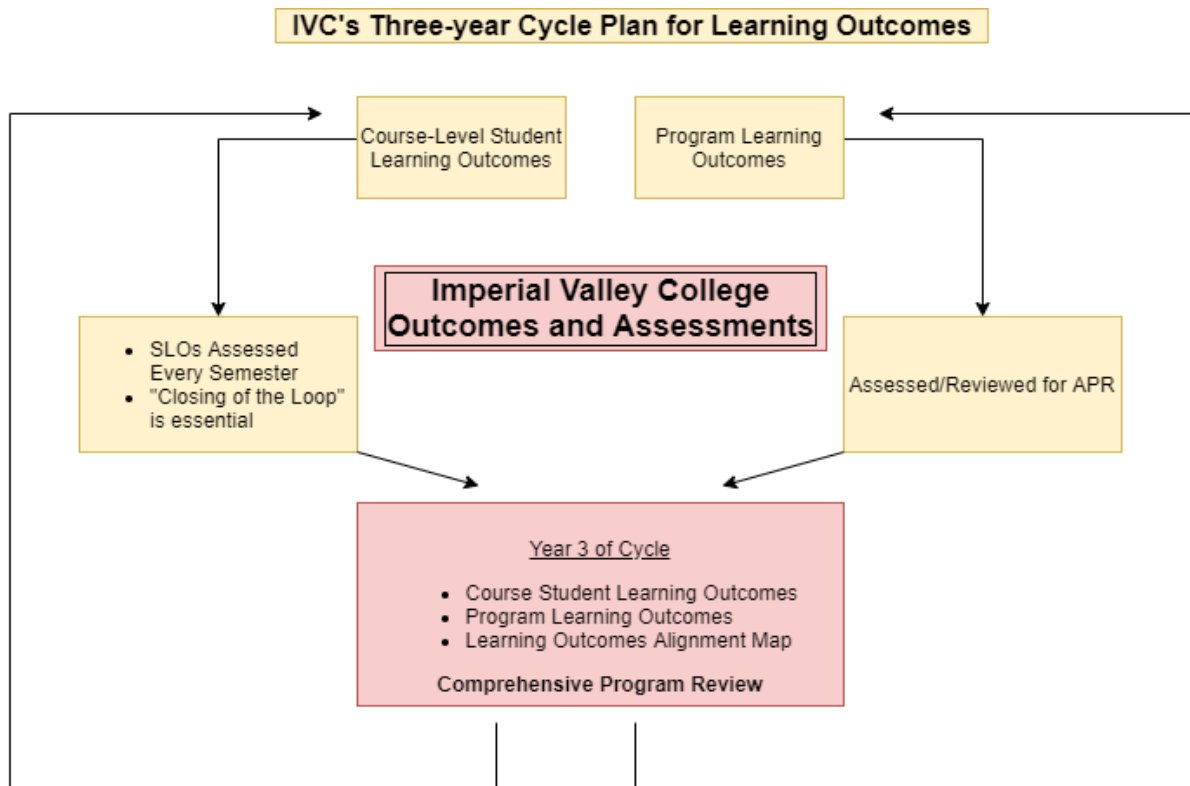 IVC's Three-year Cycle Plan for Learning Outcomes
Course-Level Student
Learning Outcomes
Program Learning
Outcomes
Imperial Valley College
Outcomes and Assessments
• SLOs Assessed
Every Semester
• "Closing of the Loop"
is essential
Assessed/Reviewed for APR
Year 3 of Cycle
• Course Student Learning Outcomes
• Program Learning Outcomes
• Learning Outcomes Alignment Map
Comprehensive Program Review